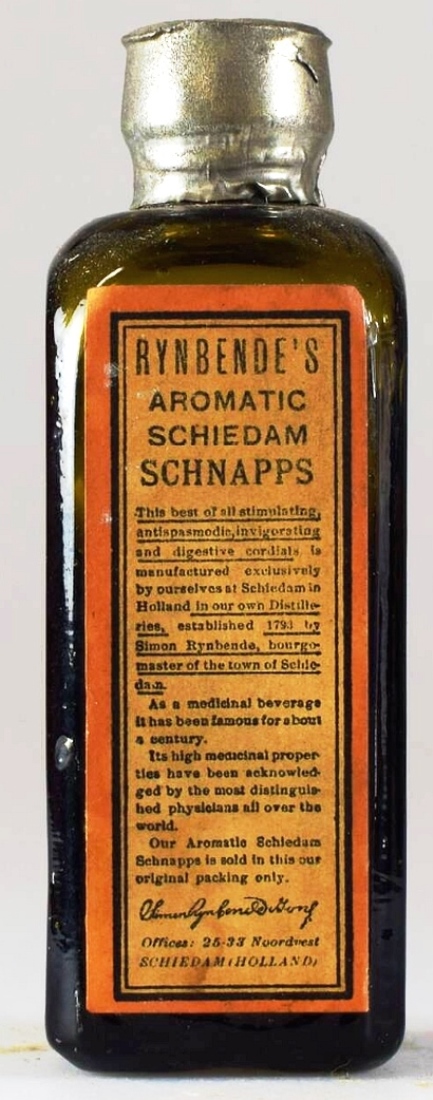 RYNBENDE'S
AROMATIC
SCHIEDAM
SCHNAPPS
This best of all stimulating,
antispasmodic, invigorating
and digestive cordials is
manufactured exclusively
by ourselves at Schiedam in
Holland in our own Distille-
ries, established 1793 by
Simon Rynbende, bourgo-
master of the town of Schie-
dam.
As a medicinal beverage
it has been famous for about
a century.
Its high medicinal proper-
ties have been acknowled-
ged by the most distinguis-
hed physicians all over the
world.
Our Aromatic Schiedam
Schnapps is sold in this our
original packing only.
Simon Rynbende
Offices: 25-33 Noordvest
SCHIEDAM (HOLLAND)